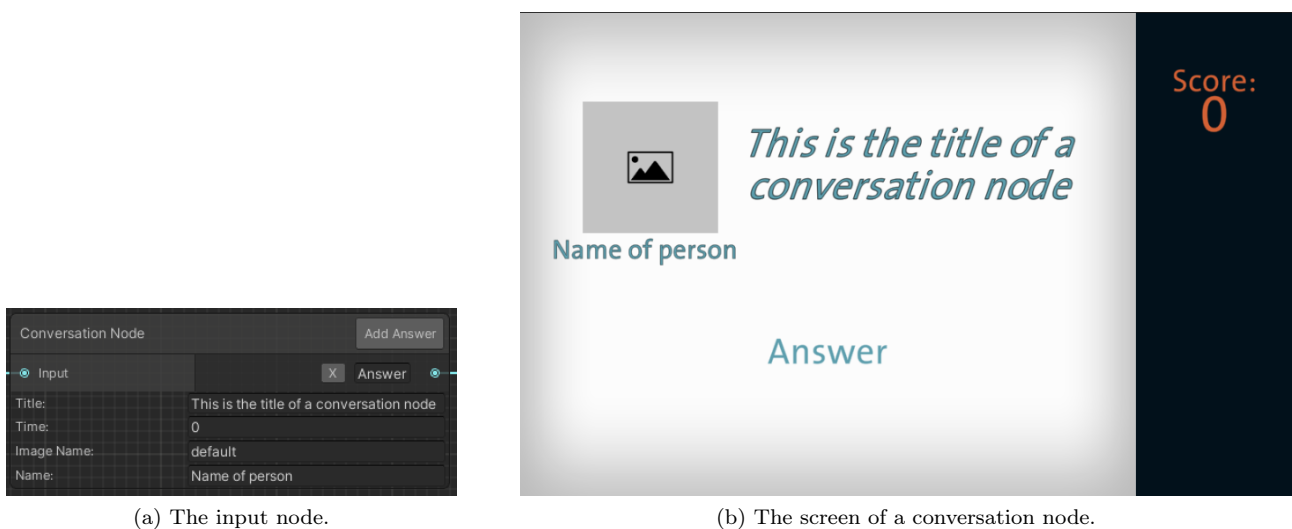 Conversation Node Add Answer
Input X Answer
Title: This is the title of a conversation node
Time: 0
Image Name: default
Name: Name of person
(a) The input node.
Score:
0
This is the title of a
conversation node
Name of person
Answer
(b) The screen of a conversation node.